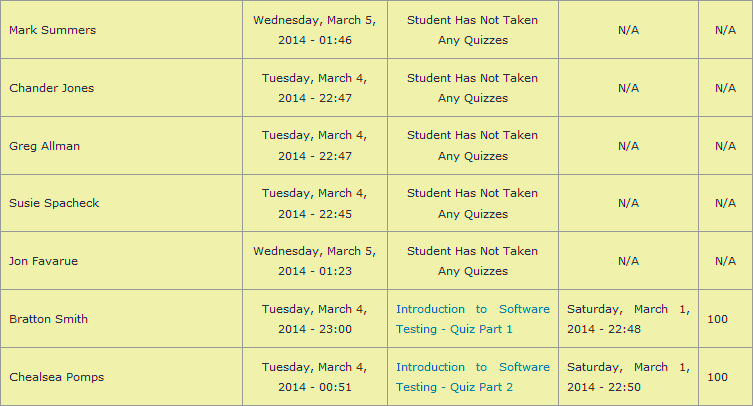 Mark Summers
Wednesday, March 5,
2014 - 01:46
Student Has Not Taken
Any Quizzes
N/A
N/A
Chander Jones
Tuesday, March 4,
2014 - 22:47
Student Has Not Taken
Any Quizzes
N/A
N/A
Greg Allman
Tuesday, March 4,
2014 - 22:47
Student Has Not Taken
Any Quizzes
N/A
N/A
Susie Spacheck
Tuesday, March 4,
2014 - 22:45
Student Has Not Taken
Any Quizzes
N/A
N/A
Jon Favarue
Wednesday, March 5,
2014 - 01:23
Student Has Not Taken
Any Quizzes
N/A
N/A
Bratton Smith
Tuesday, March 4,
2014 - 23:00
Introduction to Software
Testing - Quiz Part 1
Saturday, March 1,
2014 - 22:48
100
Chealsea Pomps
Tuesday, March 4,
2014 - 00:51
Introduction to Software
Testing - Quiz Part 2
Saturday, March 1,
2014 - 22:50
100